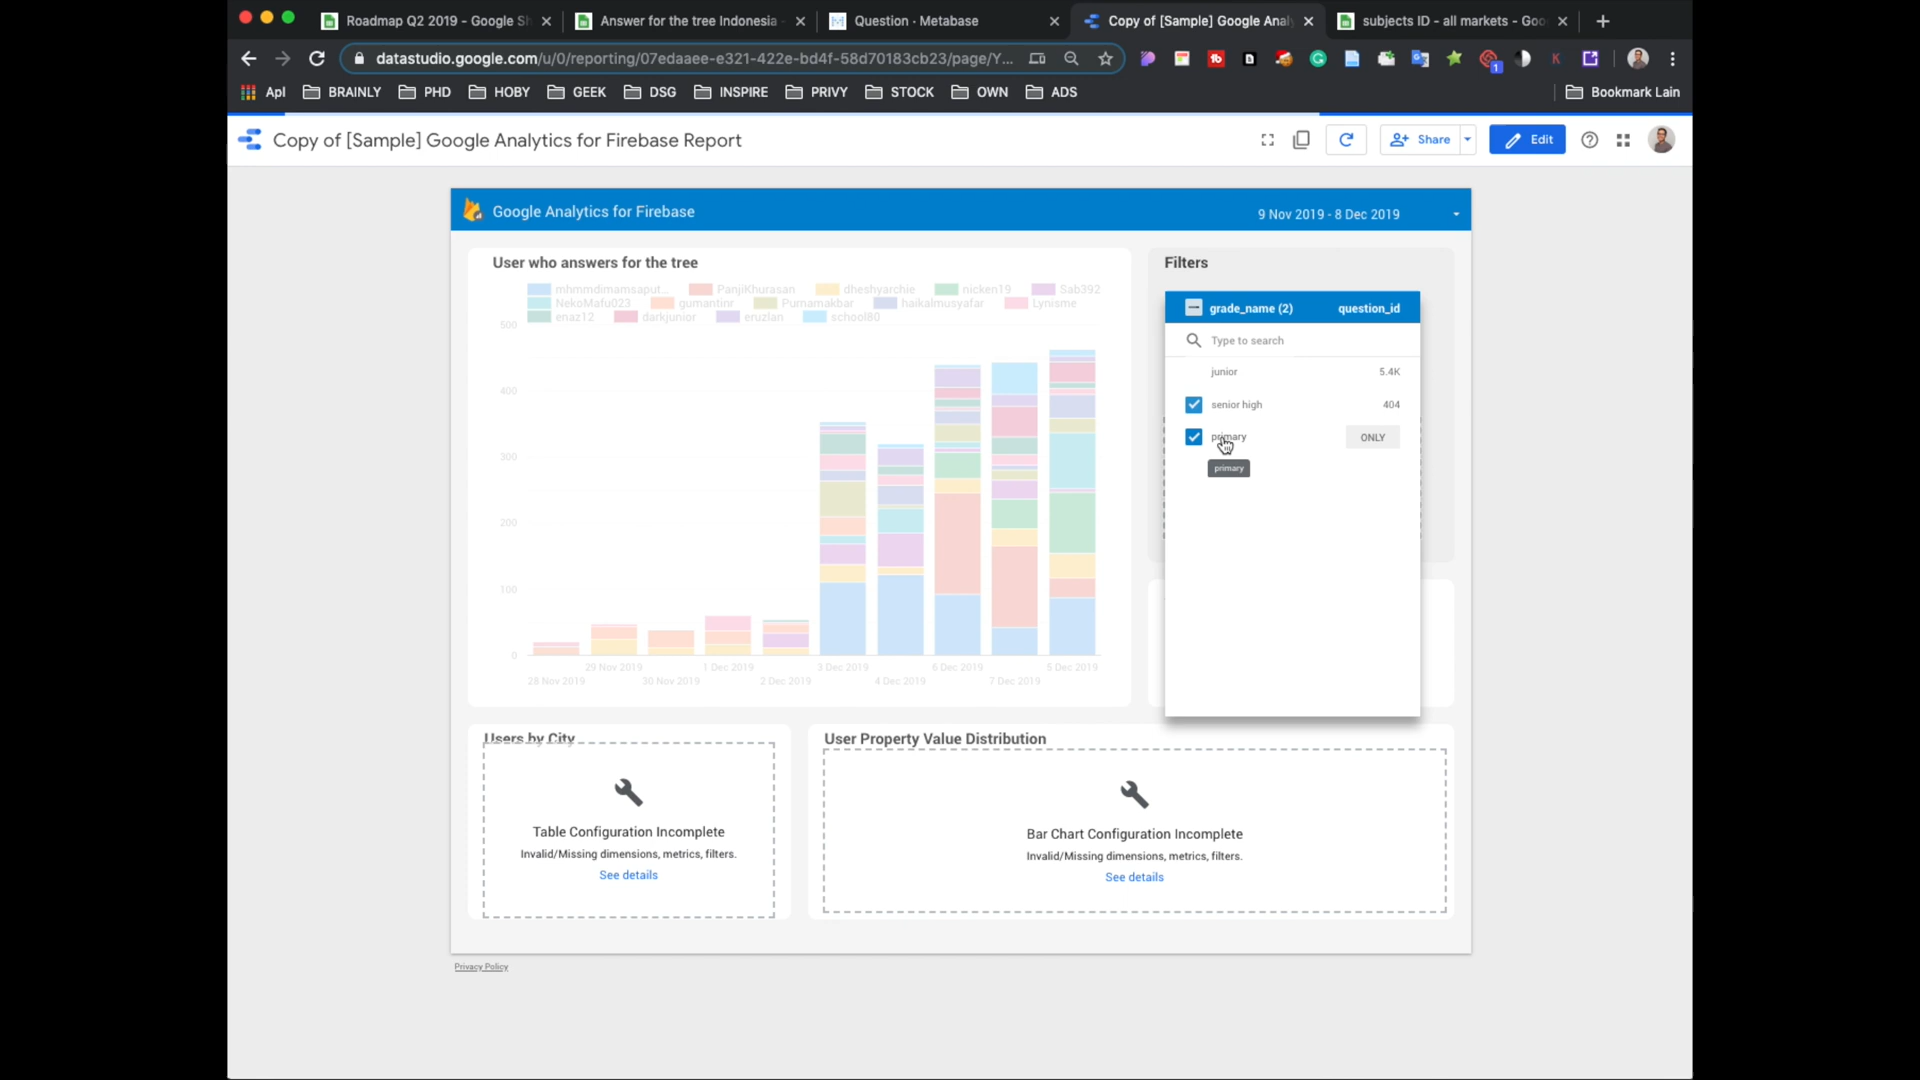 Roadmap Q2 2019 - Google Sh
Answer for the tree Indonesia -
Question · Metabase
Copy of [Sample] Google Anal
subjects ID - all markets - Goo
datastudio.google.com/u/0/reporting/07edaaee-e321-422e-bd4f-58d70183cb23/page/Y...
1
Apl
BRAINLY
PHD
HOBY
GEEK
DSG
INSPIRE
PRIVY
STOCK
OWN
ADS
Bookmark Lain
Copy of [Sample] Google Analytics for Firebase Report
Share
Edit
Google Analytics for Firebase
9 Nov 2019 - 8 Dec 2019
User who answers for the tree
mhmmdimamsaput... PanjiKhurasan dheshyarchie nicken19 Sab392
NekoMafu023 gumantinr Purnamakbar haikalmusyafar Lynisme
enaz12 darkjunior eruzlan school80
500
400
300
200
100
0
29 Nov 2019 1 Dec 2019 3 Dec 2019 6 Dec 2019 5 Dec 2019
28 Nov 2019 30 Nov 2019 2 Dec 2019 4 Dec 2019 7 Dec 2019
Filters
grade_name (2) question_id
Type to search
junior 5.4K
senior high 404
primary ONLY
primary
Users by City
Table Configuration Incomplete
Invalid/Missing dimensions, metrics, filters.
See details
User Property Value Distribution
Bar Chart Configuration Incomplete
Invalid/Missing dimensions, metrics, filters.
See details
Privacy Policy